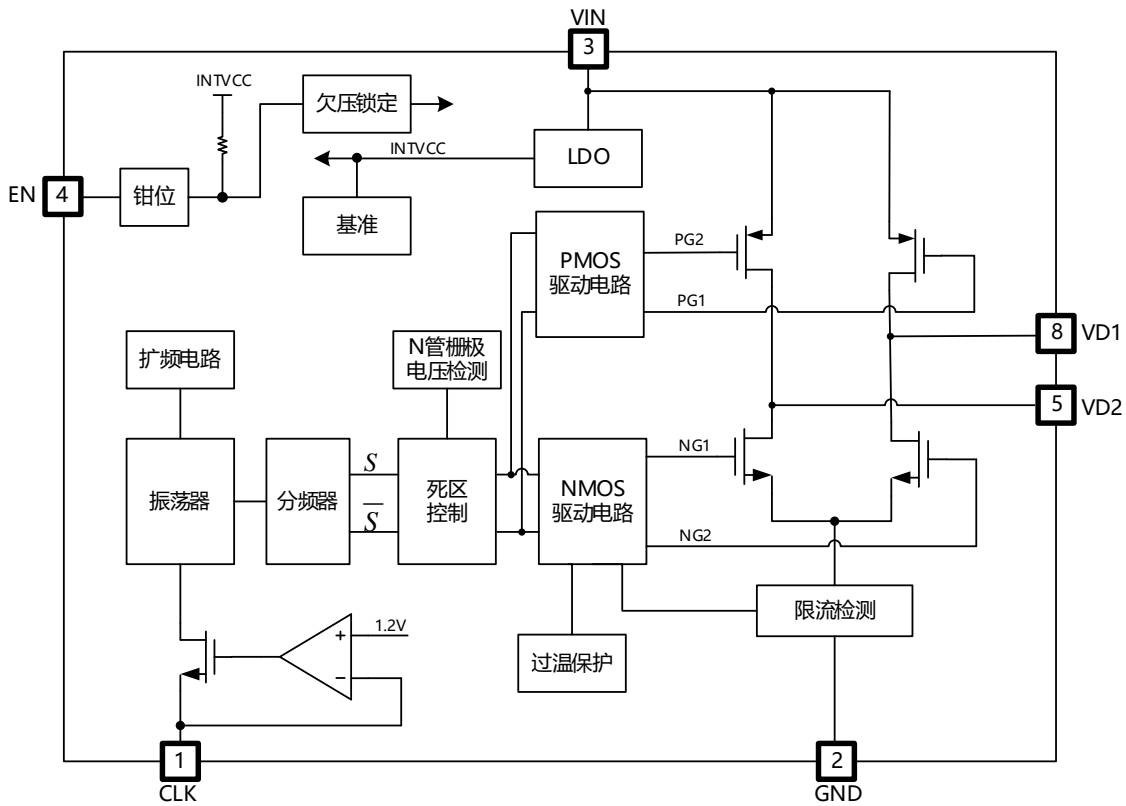 VIN
3
INTVCC
欠压锁定
INTVCC
LDO
EN
4
钳位
基准
PMOS
驱动电路
PG2
PG1
扩频电路
N管栅极
电压检测
8
VD1
5
VD2
振荡器
分频器
S
S̅
死区
控制
NMOS
驱动电路
NG1
NG2
限流检测
过温保护
+
1.2V
−
1
CLK
2
GND